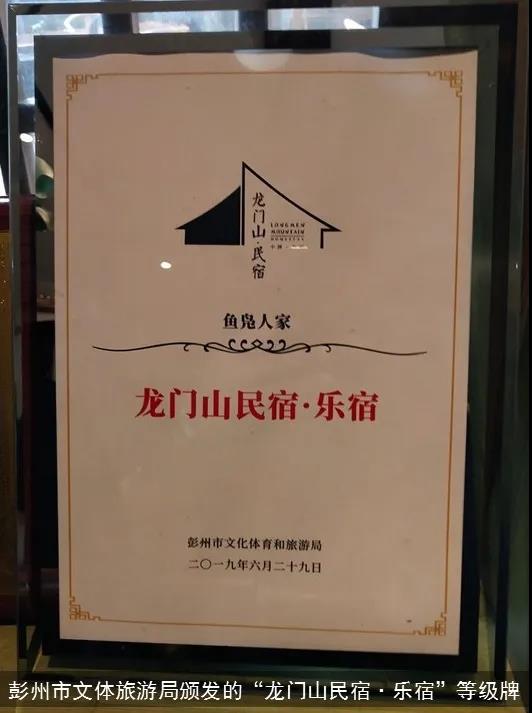 龙门山·民宿
LONGMEN
MOUNTAIN
HOMESTAY
鱼凫人家
龙门山民宿·乐宿
彭州市文化体育和旅游局
二〇一九年六月二十九日
彭州市文体旅游局颁发的“龙门山民宿·乐宿”等级牌